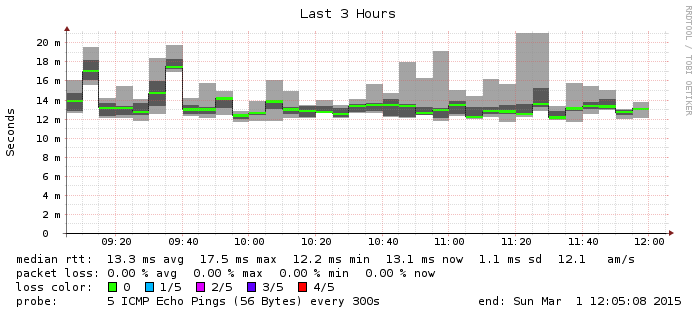 Last 3 Hours
RRDTOOL / TOBI OETIKER
Seconds
20 m
18 m
16 m
14 m
12 m
10 m
8 m
6 m
4 m
2 m
0
09:20 09:40 10:00 10:20 10:40 11:00 11:20 11:40 12:00
median rtt: 13.3 ms avg 17.5 ms max 12.2 ms min 13.1 ms now 1.1 ms sd 12.1 am/s
packet loss: 0.00 % avg 0.00 % max 0.00 % min 0.00 % now
loss color: 0 1/5 2/5 3/5 4/5
probe: 5 ICMP Echo Pings (56 Bytes) every 300s end: Sun Mar 1 12:05:08 2015